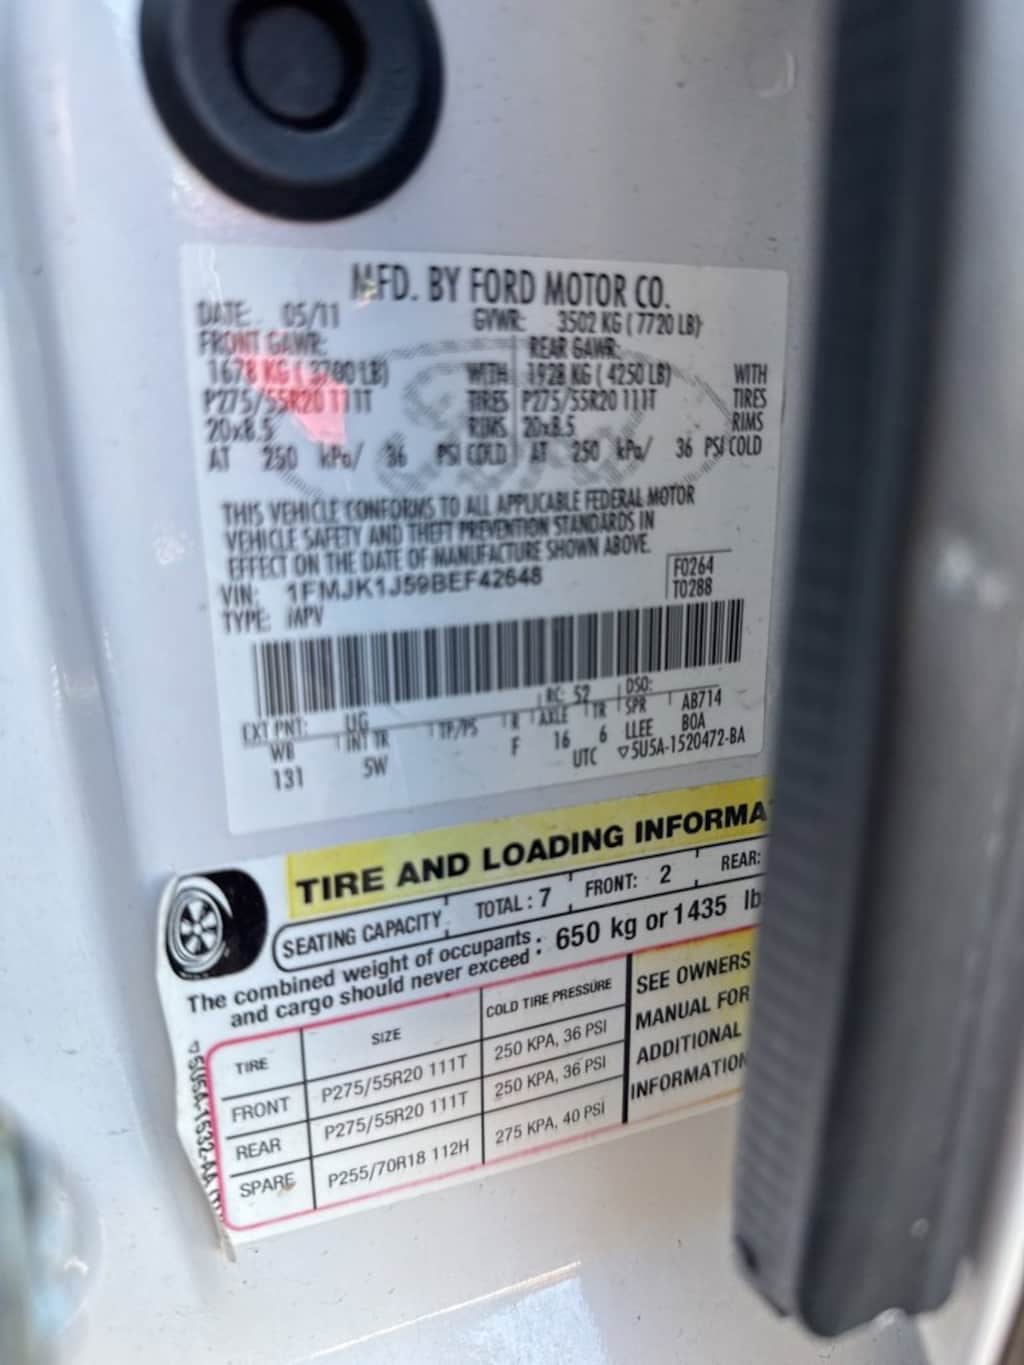 MFD. BY FORD MOTOR CO.
DATE: 05/11 GVWR: 3502 KG ( 7720 LB)
FRONT GAWR: REAR GAWR:
1678 KG ( 3700 LB) WITH 1928 KG ( 4250 LB) WITH
P275/55R20 111T TIRES P275/55R20 111T TIRES
20x8.5 RIMS 20x8.5 RIMS
AT 250 kPa/ 36 PSI COLD AT 250 kPa/ 36 PSI COLD
THIS VEHICLE CONFORMS TO ALL APPLICABLE FEDERAL MOTOR
VEHICLE SAFETY AND THEFT PREVENTION STANDARDS IN
EFFECT ON THE DATE OF MANUFACTURE SHOWN ABOVE.
VIN: 1FMJK1J59BEF42648 F0264
TYPE: MPV T0288
EXT PNT: UG RC: 52 DSO:
WB INT TR TP/PS R AXLE TR SPR AB714
131 5W F 16 6 LLEE BOA
UTC ▽5U5A-1520472-BA
TIRE AND LOADING INFORMA
SEATING CAPACITY TOTAL : 7 FRONT: 2 REAR:
The combined weight of occupants
and cargo should never exceed : 650 kg or 1435 lb
TIRE SIZE COLD TIRE PRESSURE SEE OWNERS
FRONT P275/55R20 111T 250 KPA, 36 PSI MANUAL FOR
REAR P275/55R20 111T 250 KPA, 36 PSI ADDITIONAL
SPARE P255/70R18 112H 275 KPA, 40 PSI INFORMATION